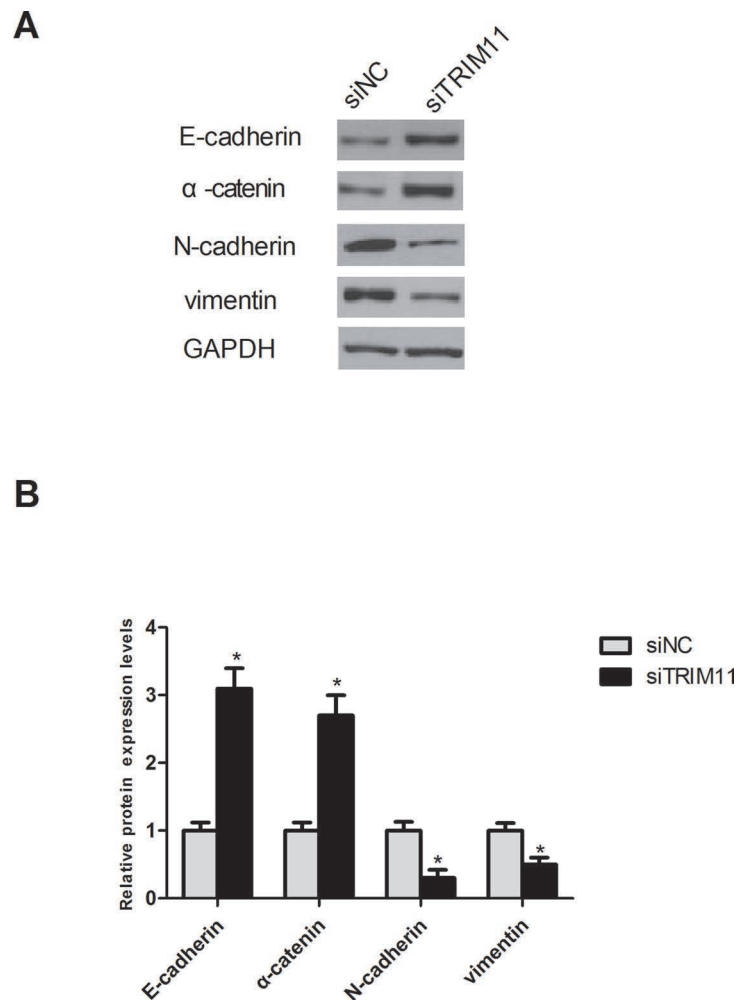 A
siNC siTRIM11
E-cadherin
α -catenin
N-cadherin
vimentin
GAPDH
B
Relative protein expression levels
4
3
2
1
0
* * * *
siNC
siTRIM11
E-cadherin α-catenin N-cadherin vimentin